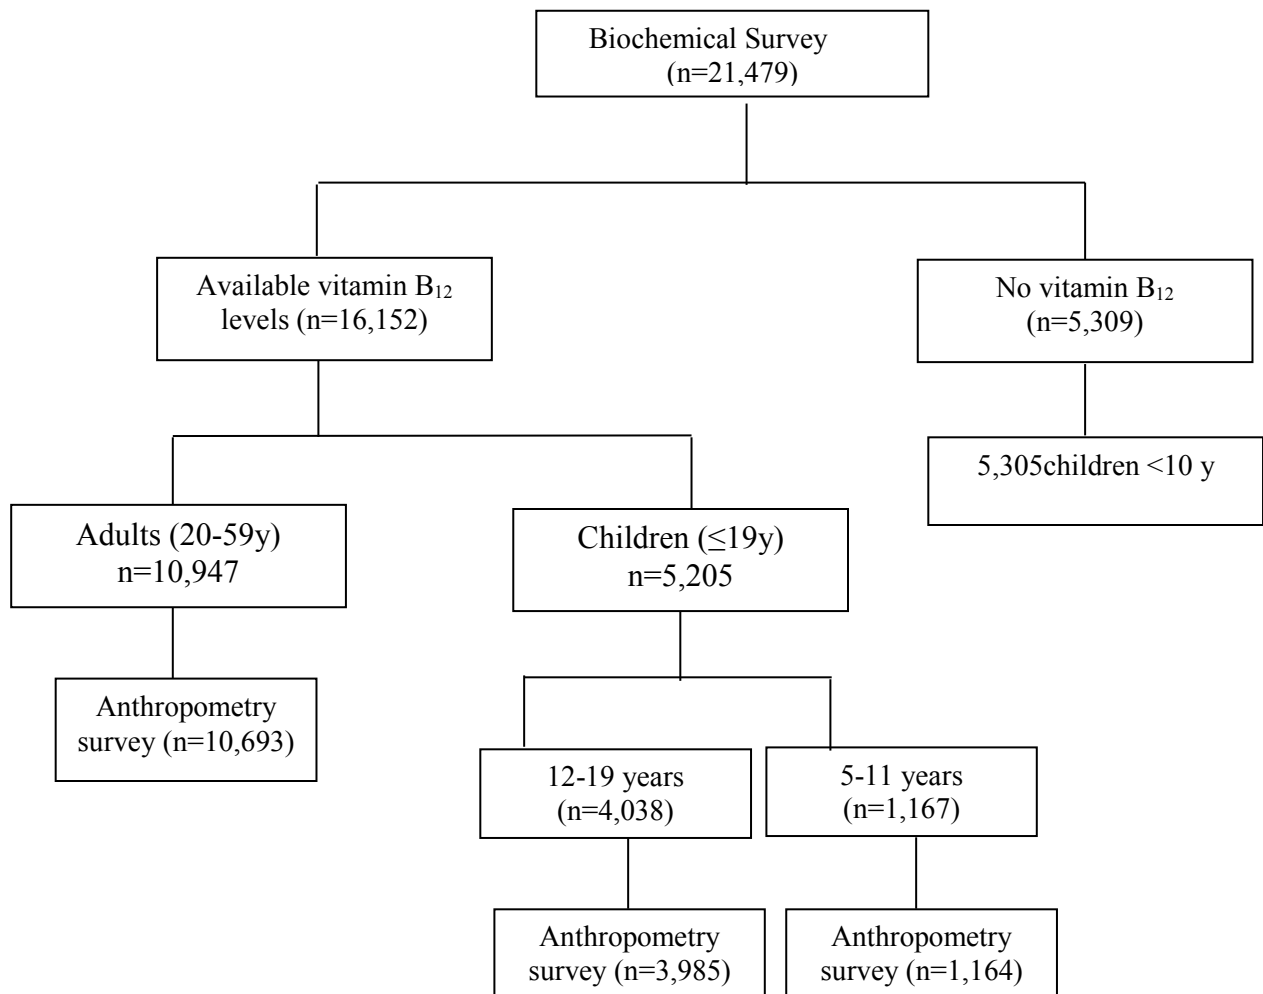 Biochemical Survey
(n=21,479)
Available vitamin B₁₂
levels (n=16,152)
No vitamin B₁₂
(n=5,309)
5,305children <10 y
Adults (20-59y)
n=10,947
Children (≤19y)
n=5,205
Anthropometry
survey (n=10,693)
12-19 years
(n=4,038)
5-11 years
(n=1,167)
Anthropometry
survey (n=3,985)
Anthropometry
survey (n=1,164)